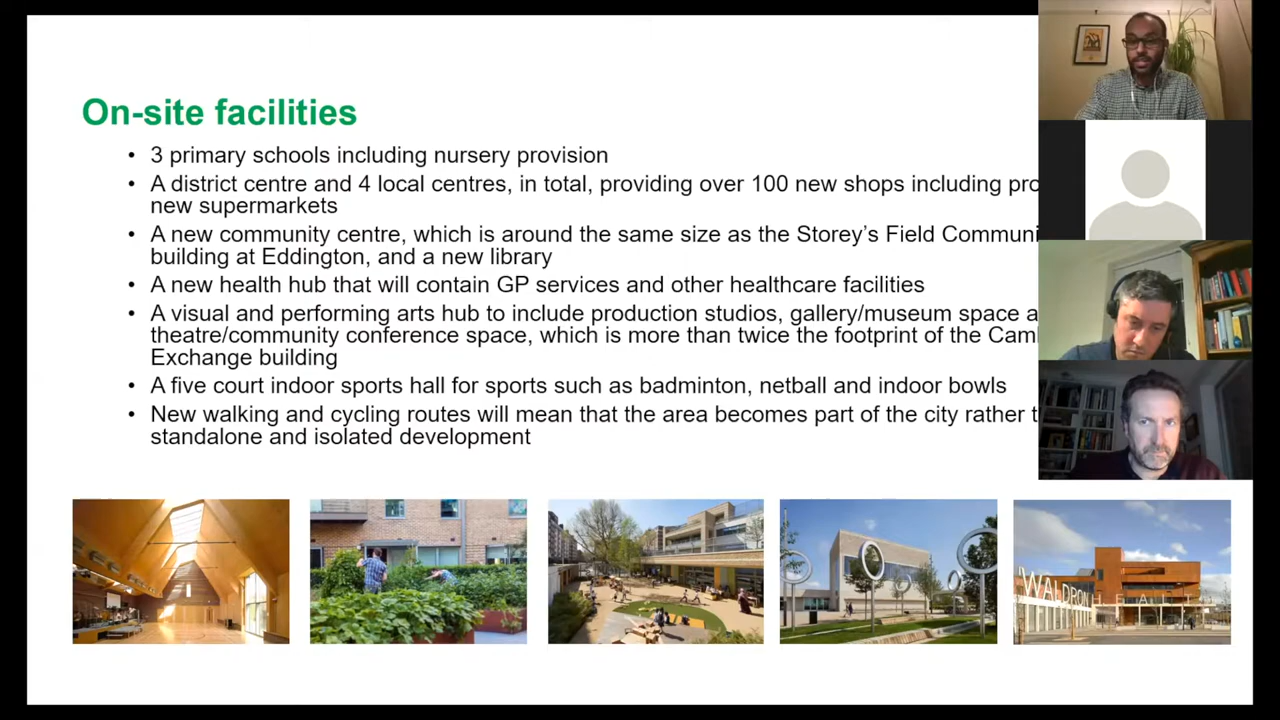 On-site facilities
• 3 primary schools including nursery provision
• A district centre and 4 local centres, in total, providing over 100 new shops including
new supermarkets
• A new community centre, which is around the same size as the Storey's Field
building at Eddington, and a new library
• A new health hub that will contain GP services and other healthcare facilities
• A visual and performing arts hub to include production studios, gallery/museum space
theatre/community conference space, which is more than twice the footprint of the
Exchange building
• A five court indoor sports hall for sports such as badminton, netball and indoor bowls
• New walking and cycling routes will mean that the area becomes part of the city rather
standalone and isolated development
WALDRON HEALT